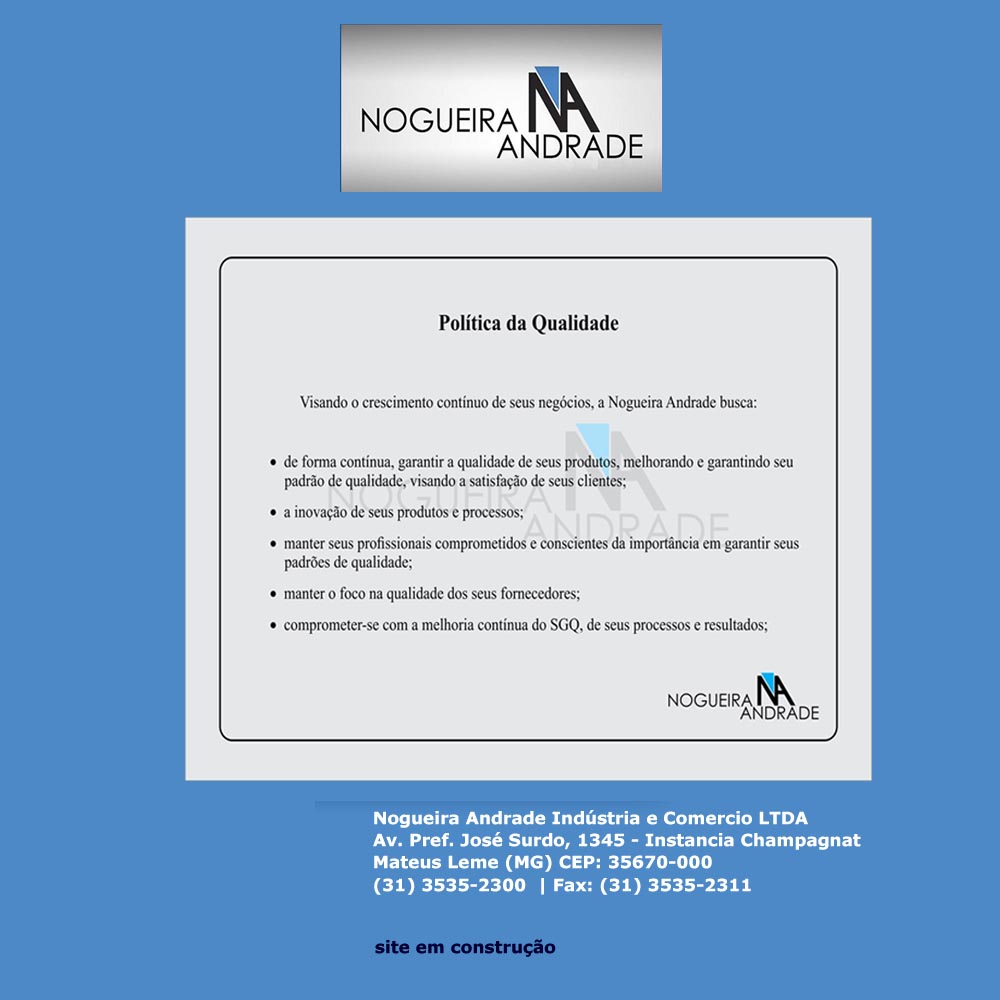 NOGUEIRA NA
ANDRADE
Política da Qualidade
Visando o crescimento contínuo de seus negócios, a Nogueira Andrade busca:
• de forma contínua, garantir a qualidade de seus produtos, melhorando e garantindo seu
padrão de qualidade, visando a satisfação de seus clientes;
• a inovação de seus produtos e processos;
• manter seus profissionais comprometidos e conscientes da importância em garantir seus
padrões de qualidade;
• manter o foco na qualidade dos seus fornecedores;
• comprometer-se com a melhoria contínua do SGQ, de seus processos e resultados;
NOGUEIRA NA
ANDRADE
NOGUEIRA NA
ANDRADE
Nogueira Andrade Indústria e Comercio LTDA
Av. Pref. José Surdo, 1345 - Instancia Champagnat
Mateus Leme (MG) CEP: 35670-000
(31) 3535-2300 | Fax: (31) 3535-2311
site em construção